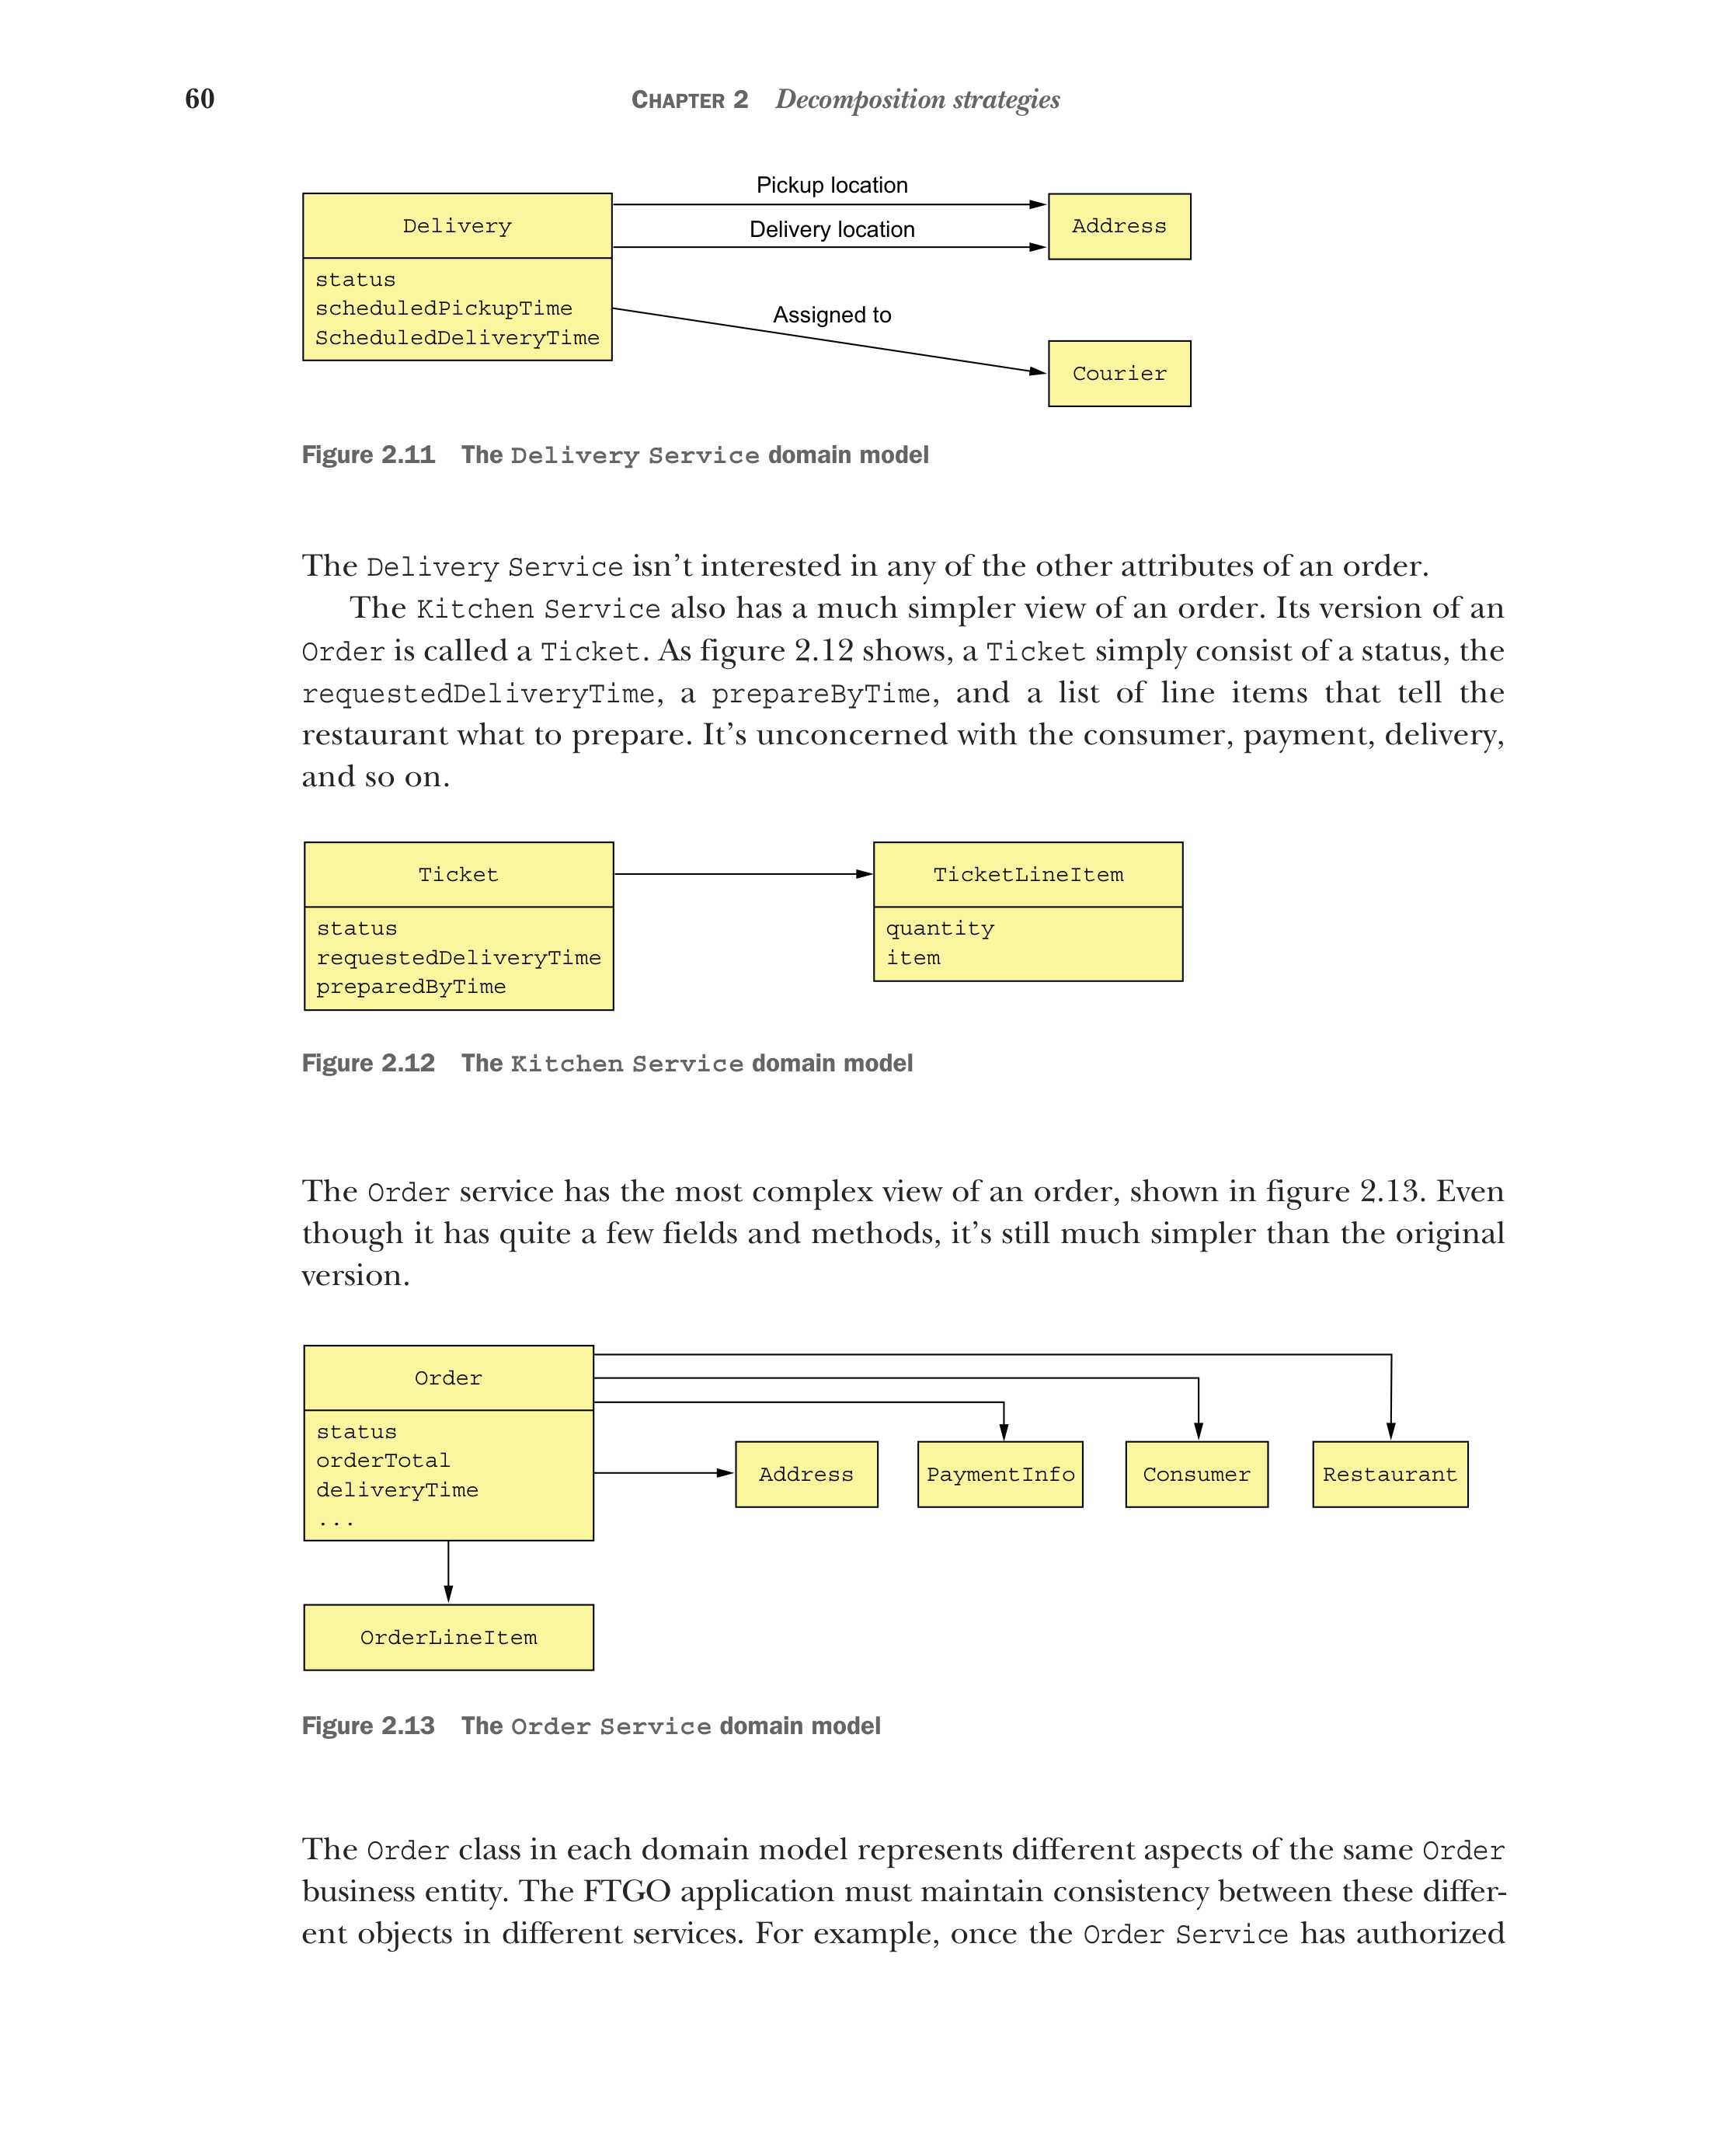 60
CHAPTER 2 Decomposition strategies
Pickup location
Delivery
Address
Delivery location
status
scheduledPickupTime
ScheduledDeliveryTime
Assigned to
Courier
Figure 2.11 The Delivery Service domain model
The Delivery Service isn’t interested in any of the other attributes of an order.
The Kitchen Service also has a much simpler view of an order. Its version of an
Order is called a Ticket. As figure 2.12 shows, a Ticket simply consist of a status, the
requestedDeliveryTime, a prepareByTime, and a list of line items that tell the
restaurant what to prepare. It’s unconcerned with the consumer, payment, delivery,
and so on.
Ticket
status
requestedDeliveryTime
preparedByTime
TicketLineItem
quantity
item
Figure 2.12 The Kitchen Service domain model
The Order service has the most complex view of an order, shown in figure 2.13. Even
though it has quite a few fields and methods, it’s still much simpler than the original
version.
Order
status
orderTotal
deliveryTime
...
Address
PaymentInfo
Consumer
Restaurant
OrderLineItem
Figure 2.13 The Order Service domain model
The Order class in each domain model represents different aspects of the same Order
business entity. The FTGO application must maintain consistency between these differ-
ent objects in different services. For example, once the Order Service has authorized